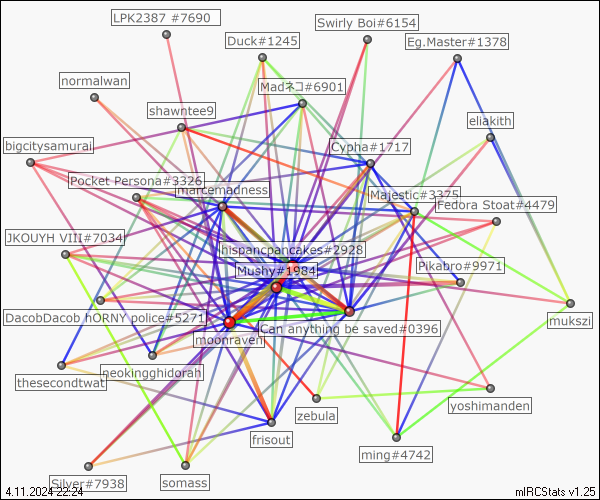 LPK2387 #7690
Swirly Boi#6154
Duck#1245
Eg.Master#1378
normalwan
Madネコ#6901
shawntee9
eliakith
bigcitysamurai
Cypha#1717
Pocket Persona#3326
marcemadness
Majestic#3375
Fedora Stoat#4479
JKOUYH VIII#7034
hispancpancakes#2928
Mushy#1984
Pikabro#9971
DacobDacob hORNY police#5271
Can anything be saved#0396
mukszi
moonraven
thesecondtwat
neokingghidorah
zebula
yoshimanden
frisout
ming#4742
Silver#7938
somass
4.11.2024 22:24
mIRCStats v1.25